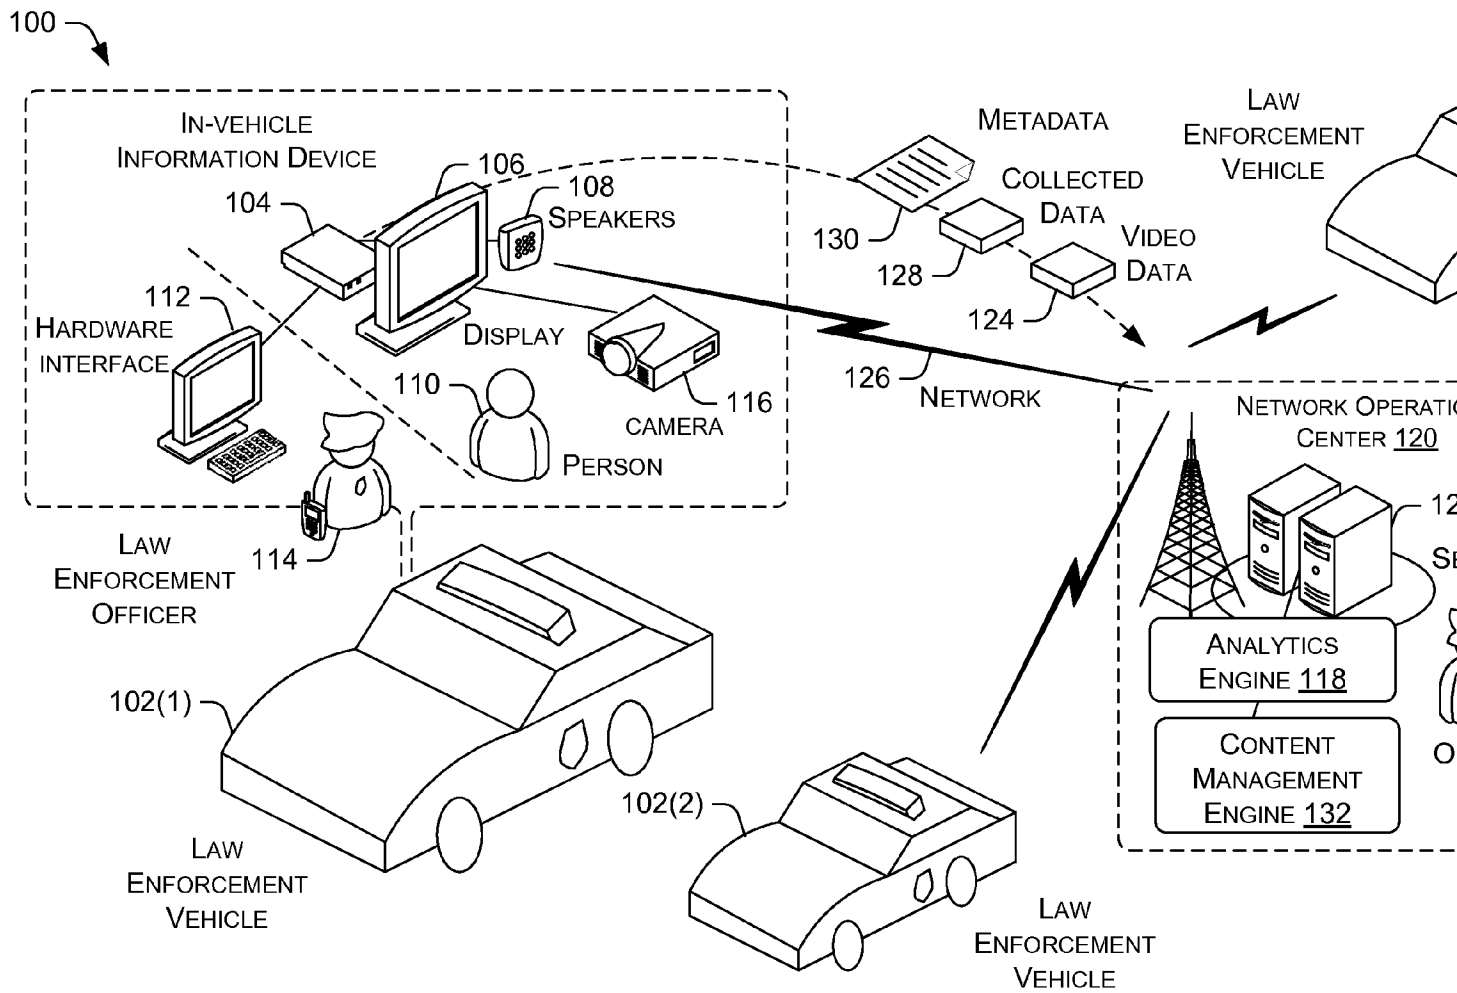 100
IN-VEHICLE
INFORMATION DEVICE
104
106
108
SPEAKERS
112
HARDWARE
INTERFACE
DISPLAY
110
PERSON
116
CAMERA
LAW
ENFORCEMENT
OFFICER
114
METADATA
130
COLLECTED
DATA
128
VIDEO
DATA
124
126
NETWORK
LAW
ENFORCEMENT
VEHICLE
NETWORK
CENTER 120
ANALYTICS
ENGINE 118
CONTENT
MANAGEMENT
ENGINE 132
102(1)
LAW
ENFORCEMENT
VEHICLE
102(2)
LAW
ENFORCEMENT
VEHICLE